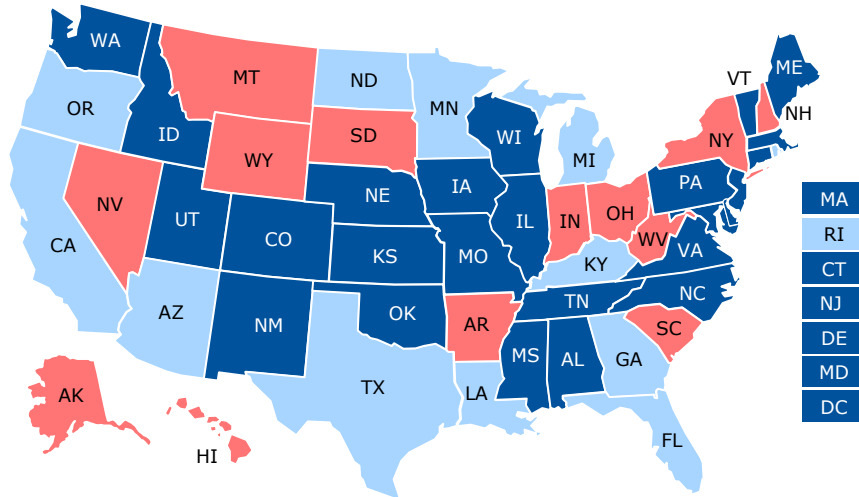 WA
ME
VT
MT
ND
OR
MN
NH
ID
SD
WI
NY
MI
WY
PA
NE
IA
MA
NV
UT
IL
IN
OH
RI
CA
CO
WV
VA
KS
MO
KY
CT
NC
TN
NJ
AZ
NM
OK
AR
SC
DE
MS
AL
GA
MD
TX
LA
AK
DC
FL
HI